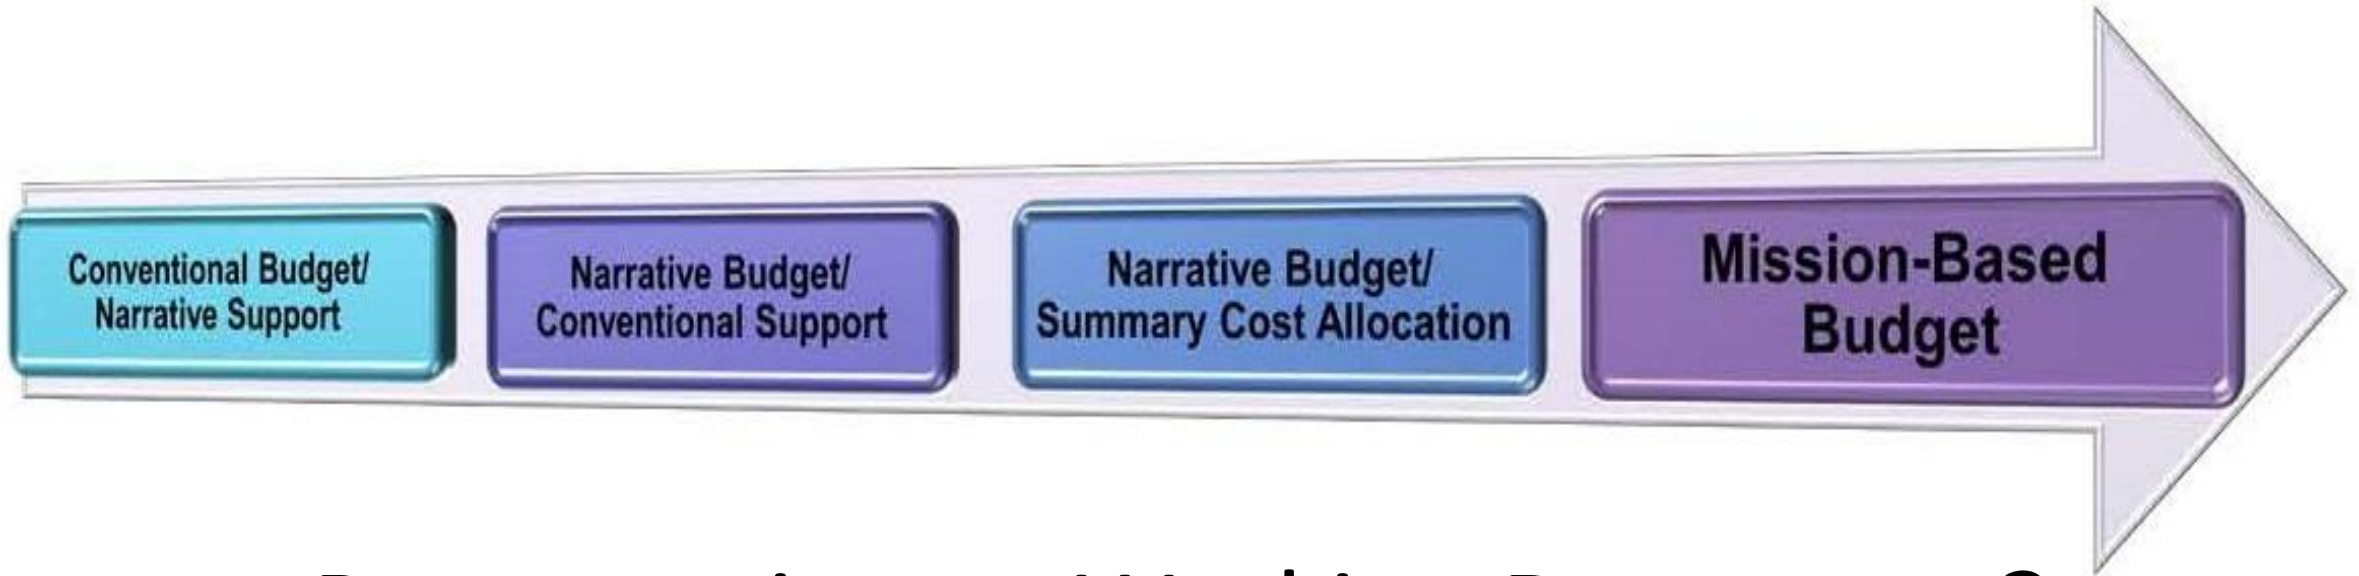 Conventional Budget/
Narrative Support
Narrative Budget/
Conventional Support
Narrative Budget/
Summary Cost Allocation
Mission-Based
Budget